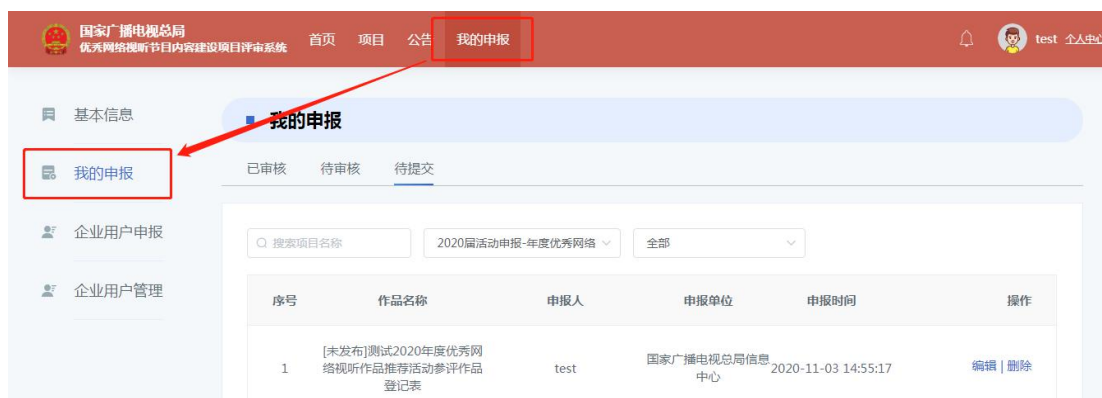 国家广播电视总局
优秀网络视听节目内容建设项目评审系统
首页 项目 公告 我的申报
test 个人中心
基本信息
我的申报
企业用户申报
企业用户管理
我的申报
已审核 待审核 待提交
搜索项目名称 2020届活动申报-年度优秀网络 全部
序号 作品名称 申报人 申报单位 申报时间 操作
[未发布]测试2020年度优秀网
1 络视听作品推荐活动参评作品 test 国家广播电视总局信息 2020-11-03 14:55:17 编辑 | 删除
登记表 中心